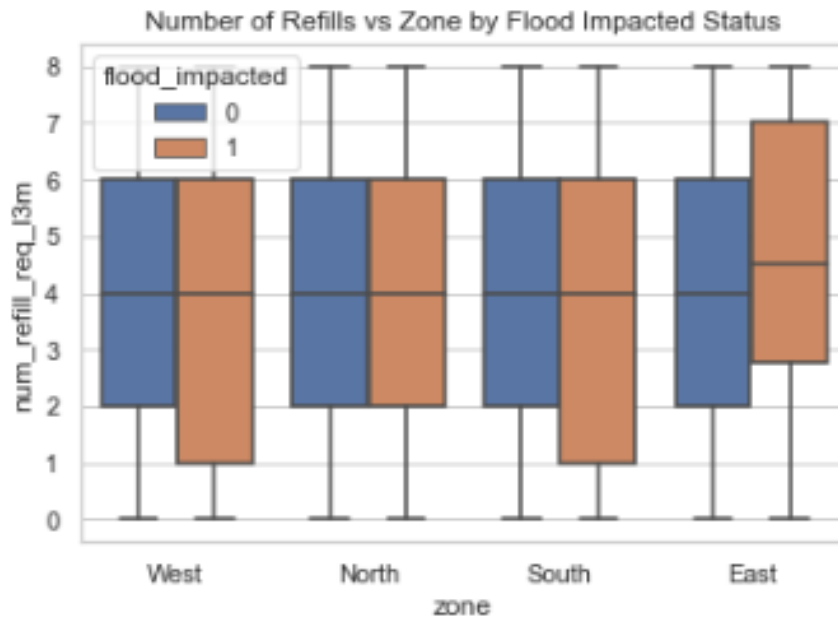 Number of Refills vs Zone by Flood Impacted Status
flood_impacted
0
1
num_refill_req_l3m
8
7
6
5
4
3
2
1
0
West North South East
zone